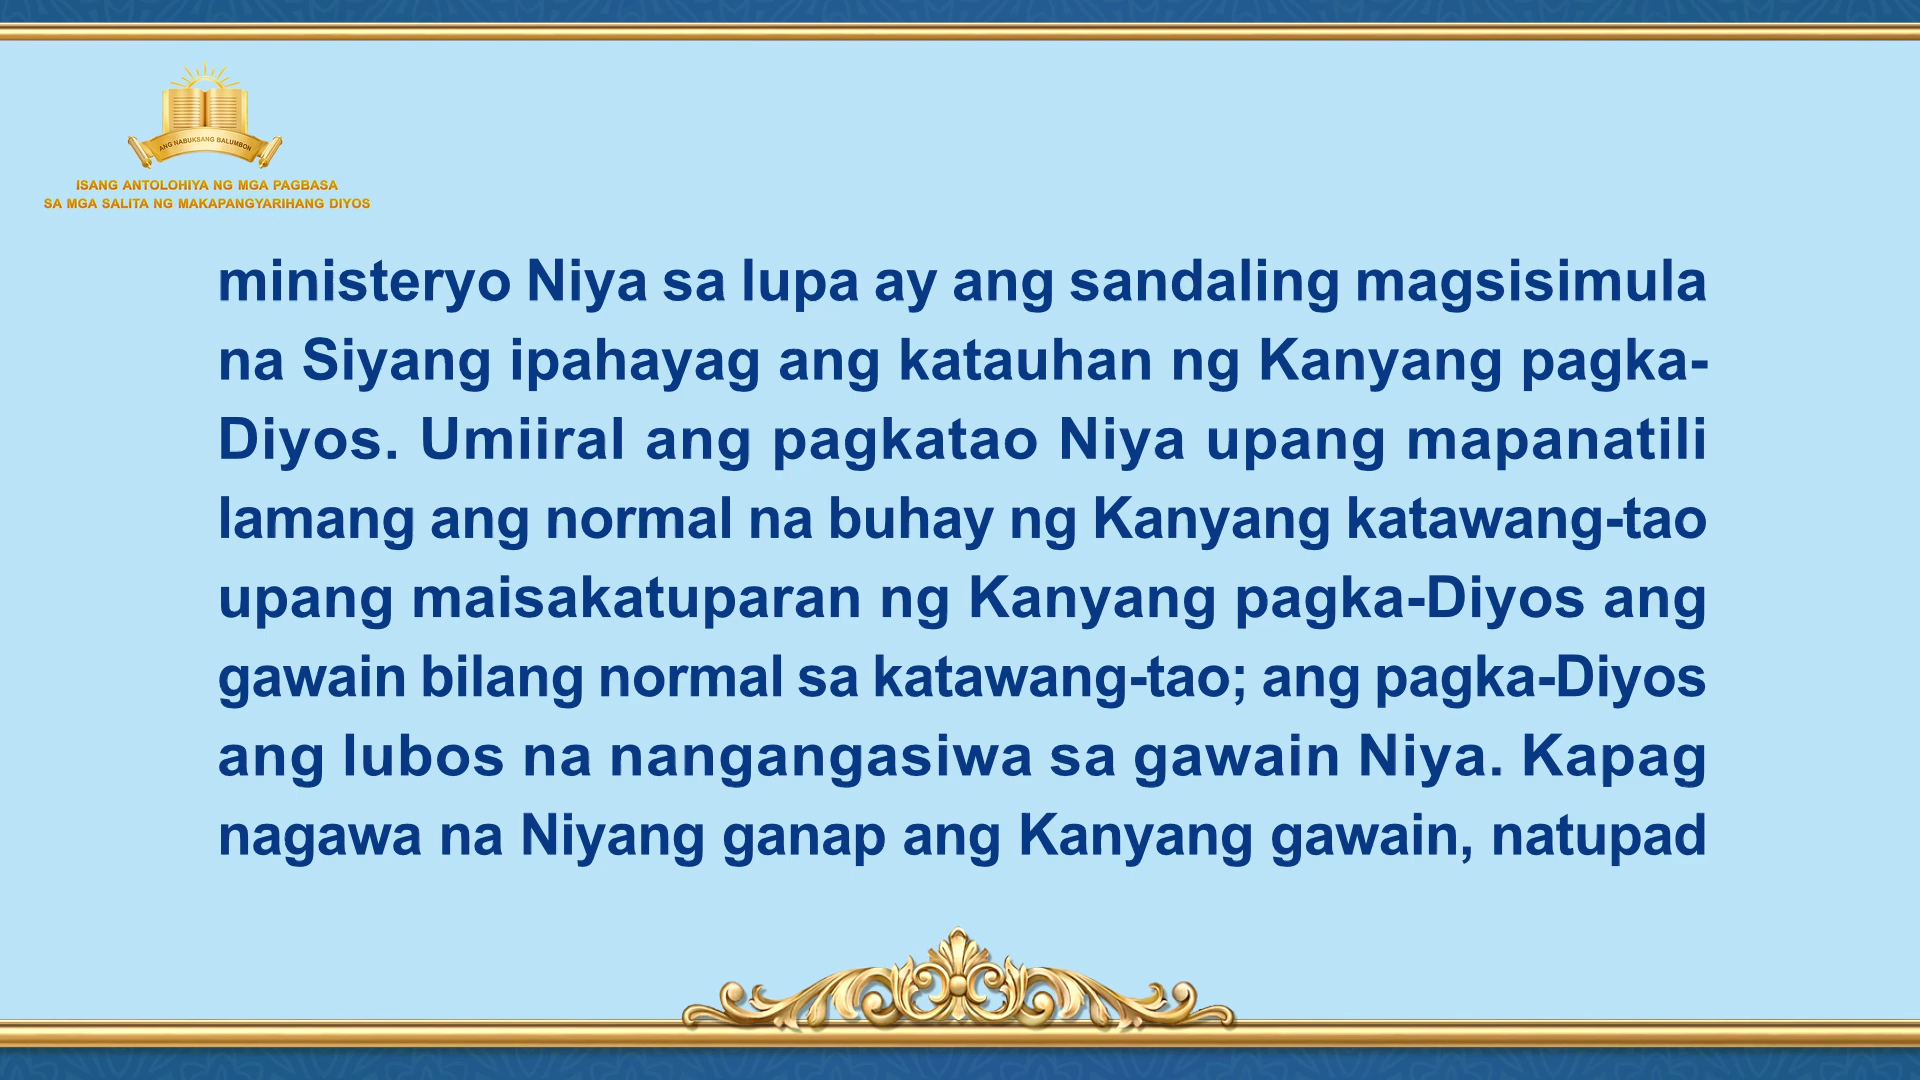 ANG NABUKSANG BALUMBON
ISANG ANTOLOHIYA NG MGA PAGBASA
SA MGA SALITA NG MAKAPANGYARIHANG DIYOS
ministeryo Niya sa lupa ay ang sandaling magsisimula
na Siyang ipahayag ang katauhan ng Kanyang pagka-
Diyos. Umiiral ang pagkatao Niya upang mapanatili
lamang ang normal na buhay ng Kanyang katawang-tao
upang maisakatuparan ng Kanyang pagka-Diyos ang
gawain bilang normal sa katawang-tao; ang pagka-Diyos
ang lubos na nangangasiwa sa gawain Niya. Kapag
nagawa na Niyang ganap ang Kanyang gawain, natupad